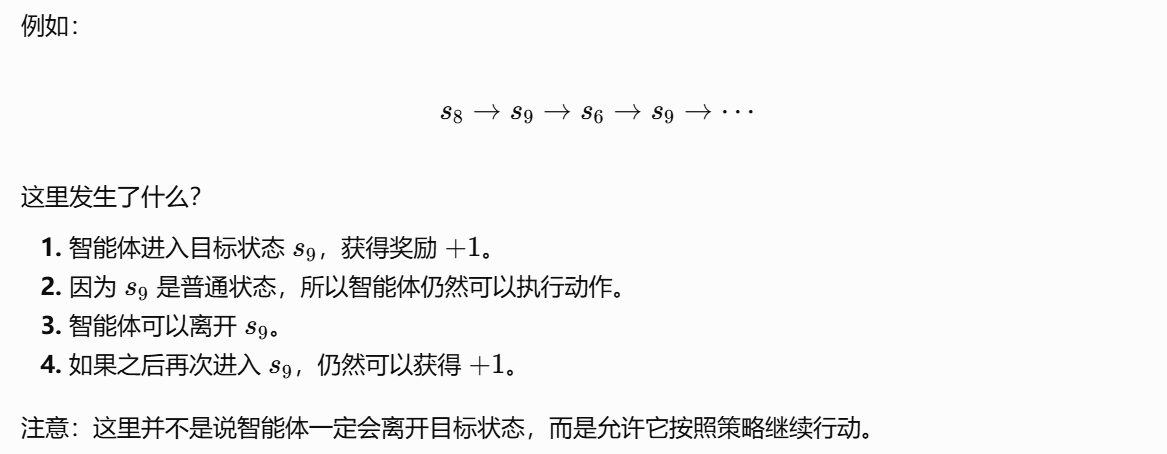 例如：
s₈ → s₉ → s₆ → s₉ → ⋯
这里发生了什么？
1. 智能体进入目标状态 s₉，获得奖励 +1。
2. 因为 s₉ 是普通状态，所以智能体仍然可以执行动作。
3. 智能体可以离开 s₉。
4. 如果之后再次进入 s₉，仍然可以获得 +1。
注意：这里并不是说智能体一定会离开目标状态，而是允许它按照策略继续行动。